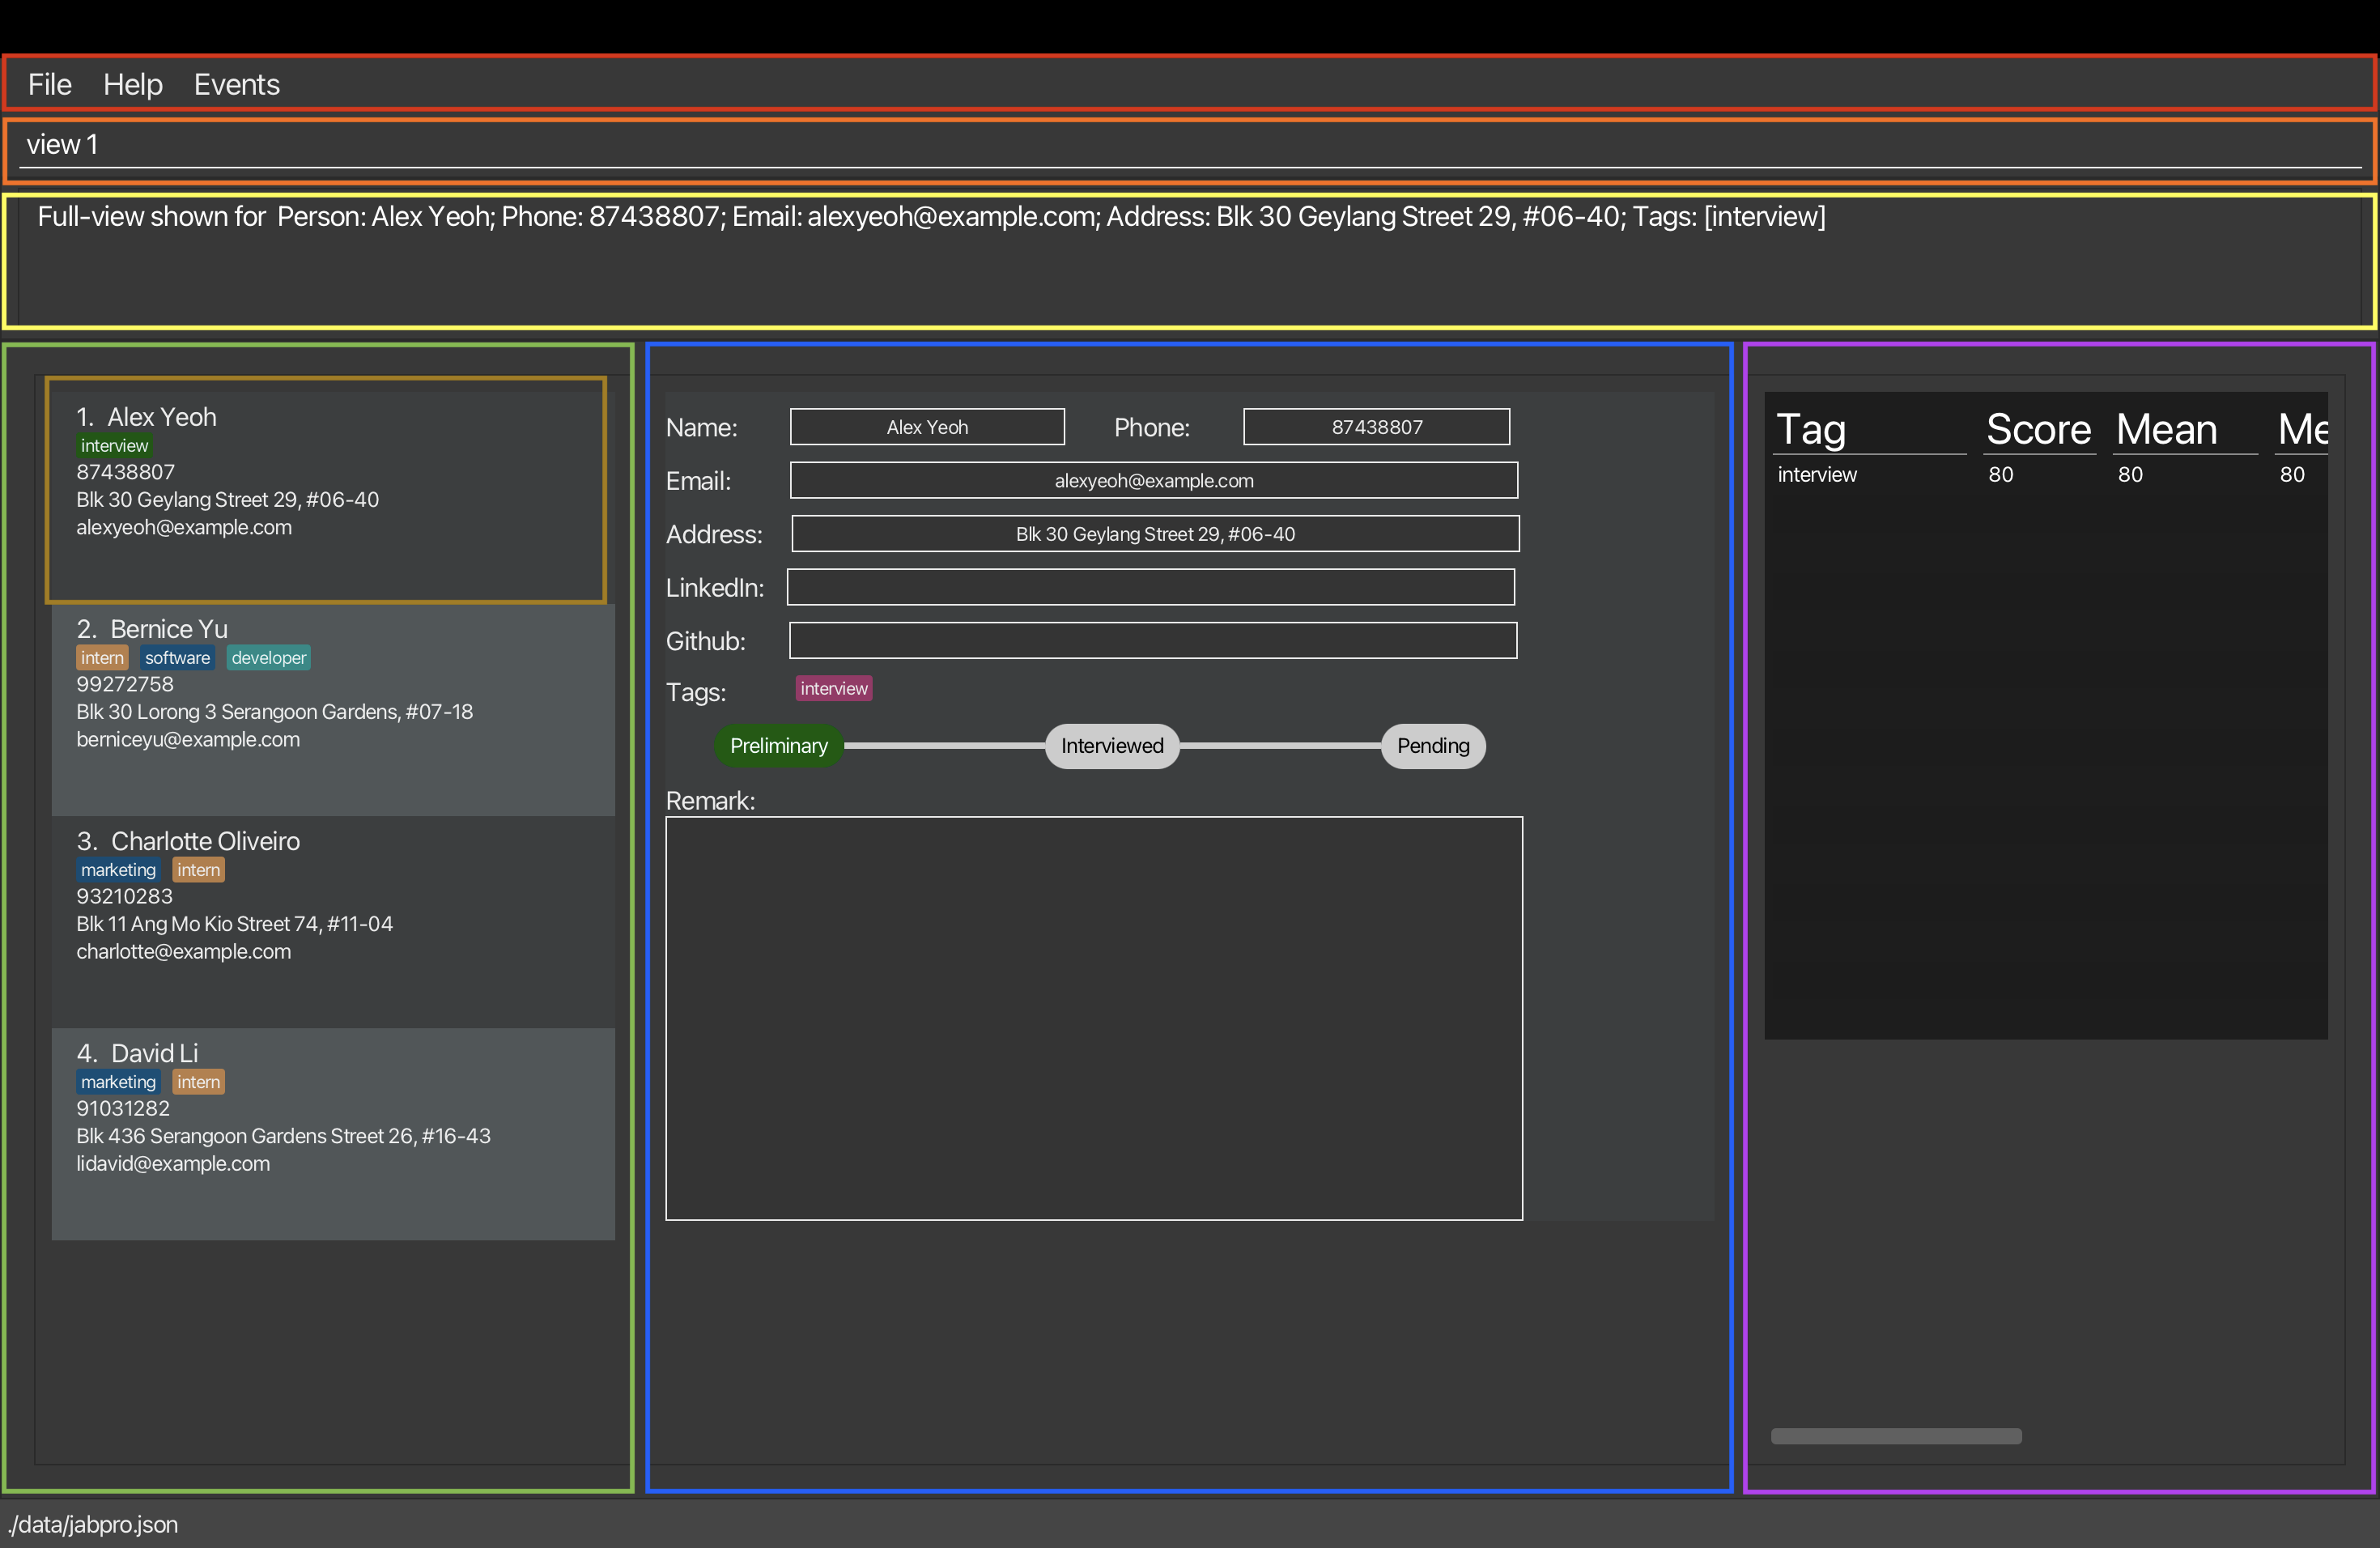 File Help Events
view 1
Full-view shown for  Person: Alex Yeoh; Phone: 87438807; Email: alexyeoh@example.com; Address: Blk 30 Geylang Street 29, #06-40; Tags: [interview]
1. Alex Yeoh
interview
87438807
Blk 30 Geylang Street 29, #06-40
alexyeoh@example.com
2. Bernice Yu
intern software developer
99272758
Blk 30 Lorong 3 Serangoon Gardens, #07-18
berniceyu@example.com
3. Charlotte Oliveiro
marketing intern
93210283
Blk 11 Ang Mo Kio Street 74, #11-04
charlotte@example.com
4. David Li
marketing intern
91031282
Blk 436 Serangoon Gardens Street 26, #16-43
lidavid@example.com
Name: Alex Yeoh Phone: 87438807
Email: alexyeoh@example.com
Address: Blk 30 Geylang Street 29, #06-40
LinkedIn:
Github:
Tags: interview
Preliminary Interviewed Pending
Remark:
Tag Score Mean Me
interview 80 80 80
./data/jabpro.json